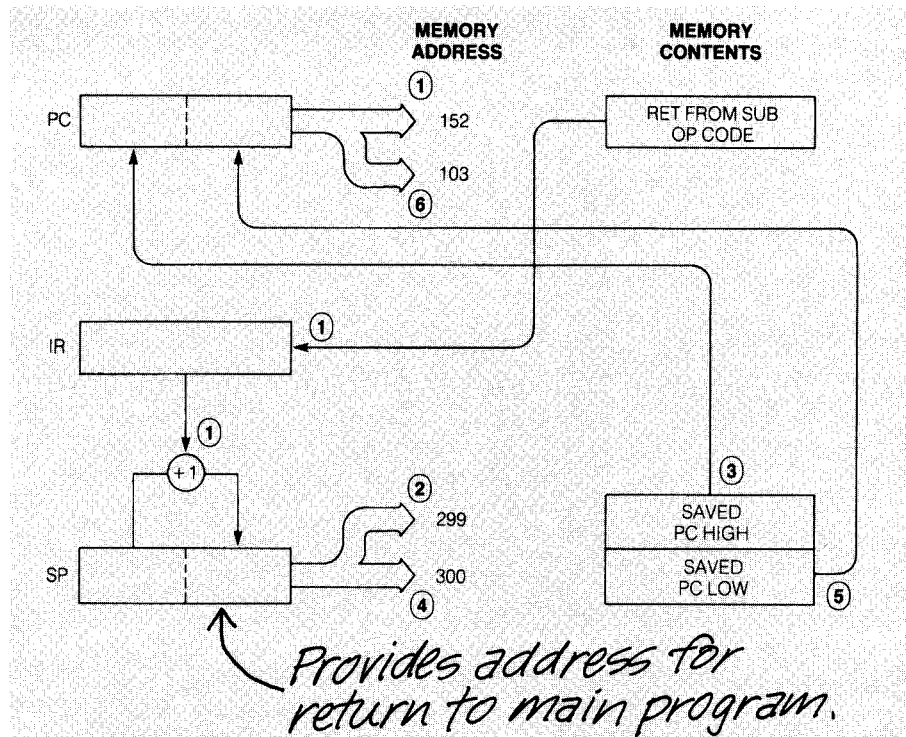 MEMORY
ADDRESS
MEMORY
CONTENTS
1
PC
152
RET FROM SUB
OP CODE
103
6
IR
1
1
+1
2
3
299
SAVED
PC HIGH
SP
300
SAVED
PC LOW
4
5
Provides address for
return to main program.